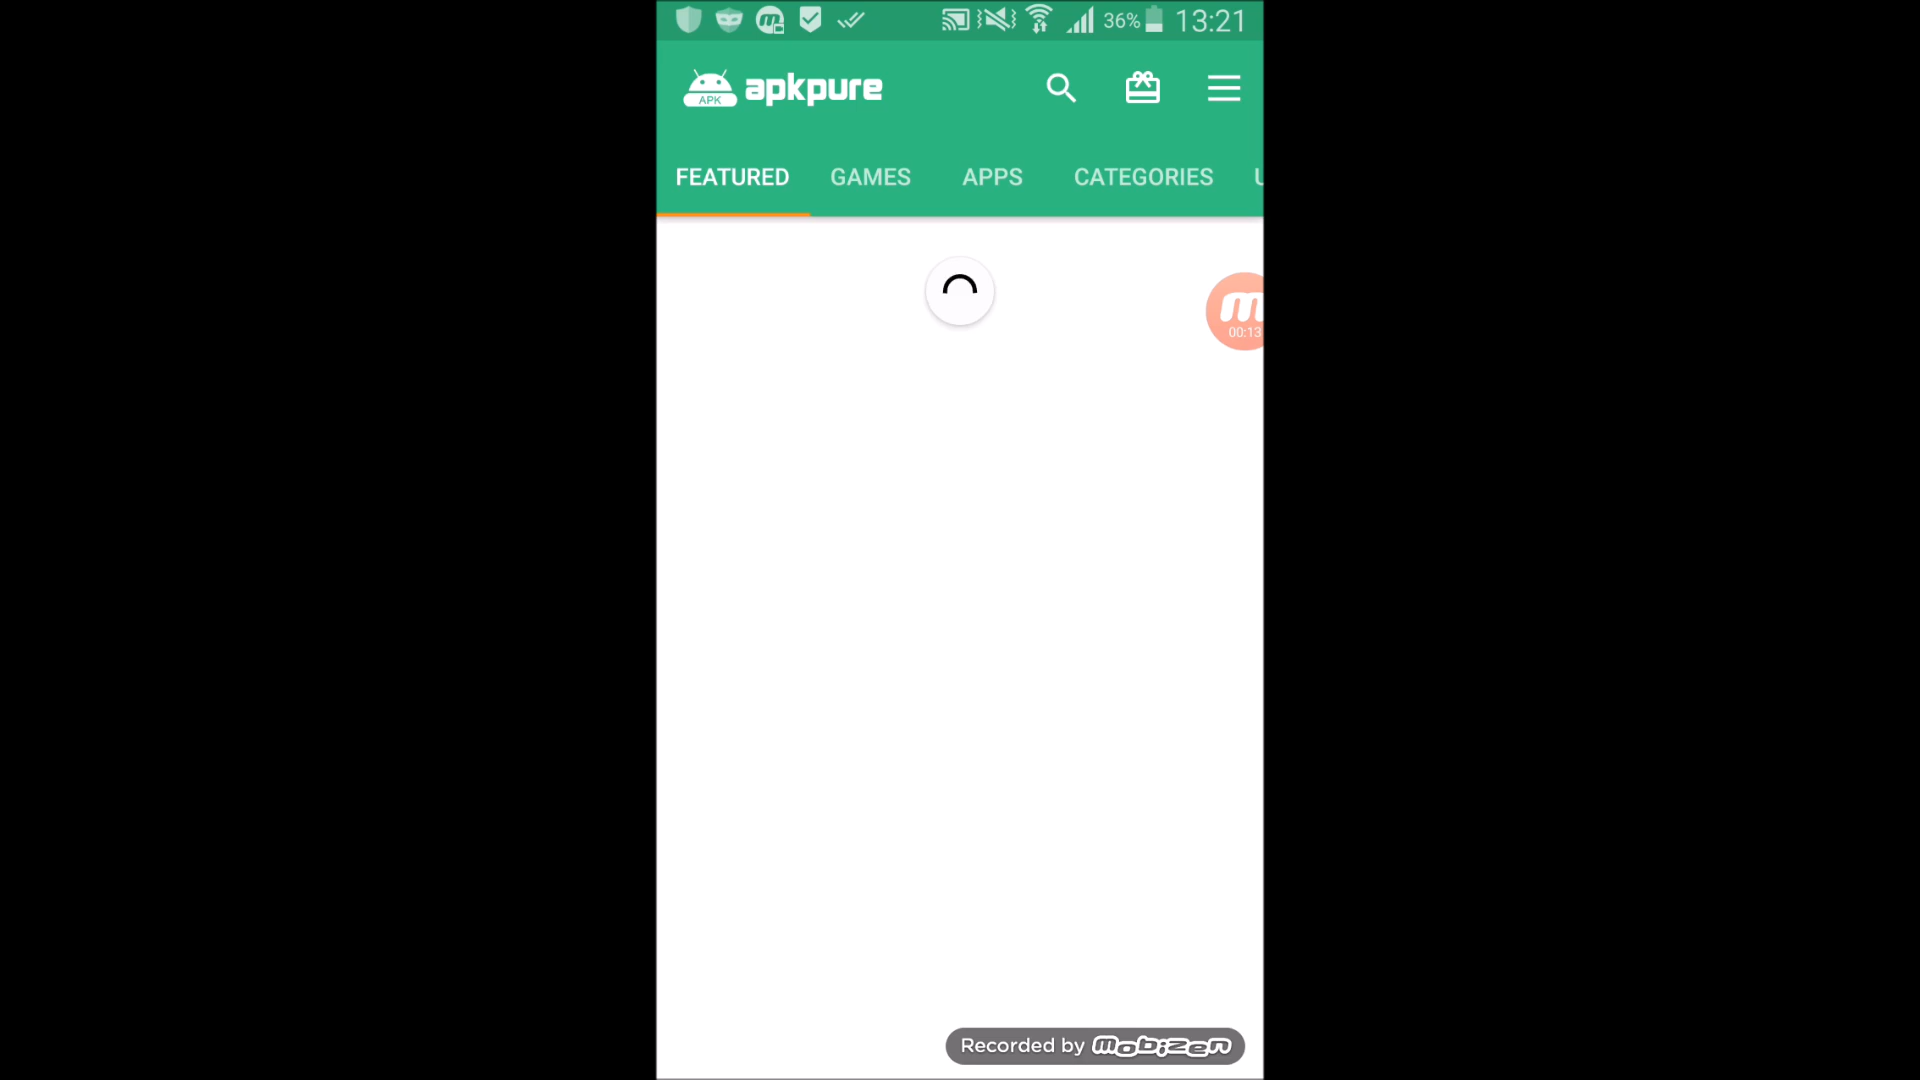 36% 13:21
APK apkpure
FEATURED GAMES APPS CATEGORIES
00:13
Recorded by mobizen